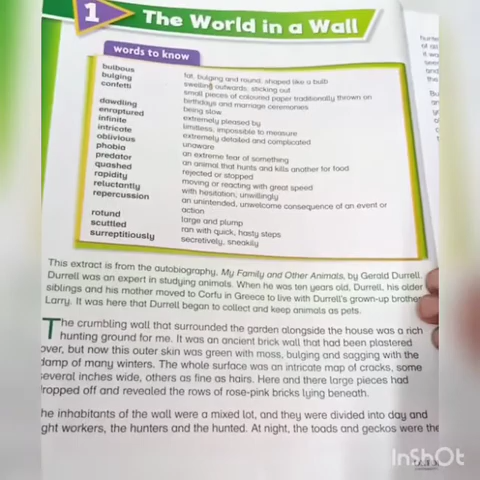 1 The World in a Wall
words to know
bulbous fat, bulging and round; shaped like a bulb
bulging swelling outwards; sticking out
confetti small pieces of coloured paper traditionally thrown on
birthdays and marriage ceremonies
dawdling being slow
enraptured extremely pleased by
infinite limitless, impossible to measure
intricate extremely detailed and complicated
oblivious unaware
phobia an extreme fear of something
predator an animal that hunts and kills another for food
quashed rejected or stopped
rapidity moving or reacting with great speed
reluctantly with hesitation; unwillingly
repercussion an unintended, unwelcome consequence of an event or
action
rotund large and plump
scuttled ran with quick, hasty steps
surreptitiously secretively, sneakily
This extract is from the autobiography, My Family and Other Animals, by Gerald Durrell.
Durrell was an expert in studying animals. When he was ten years old, Durrell, his older
siblings and his mother moved to Corfu in Greece to live with Durrell's grown-up brother
Larry. It was here that Durrell began to collect and keep animals as pets.
The crumbling wall that surrounded the garden alongside the house was a rich
hunting ground for me. It was an ancient brick wall that had been plastered
over, but now this outer skin was green with moss, bulging and sagging with the
damp of many winters. The whole surface was an intricate map of cracks, some
several inches wide, others as fine as hairs. Here and there large pieces had
ropped off and revealed the rows of rose-pink bricks lying beneath.
he inhabitants of the wall were a mixed lot, and they were divided into day and
ght workers, the hunters and the hunted. At night, the toads and geckos were the
InShOt